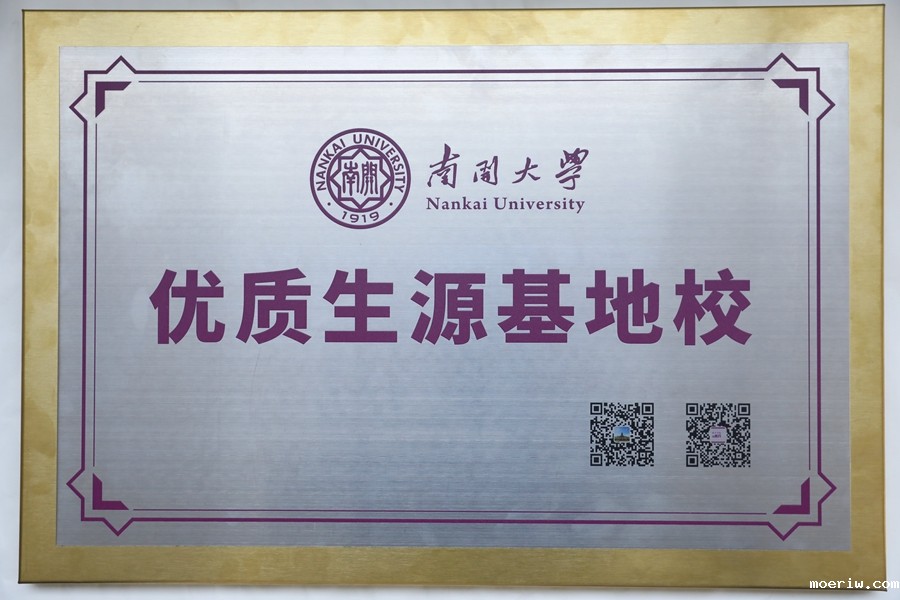 NANKAI UNIVERSITY
南開
1919
南開大學
Nankai University
优质生源基地校
moeriw.com